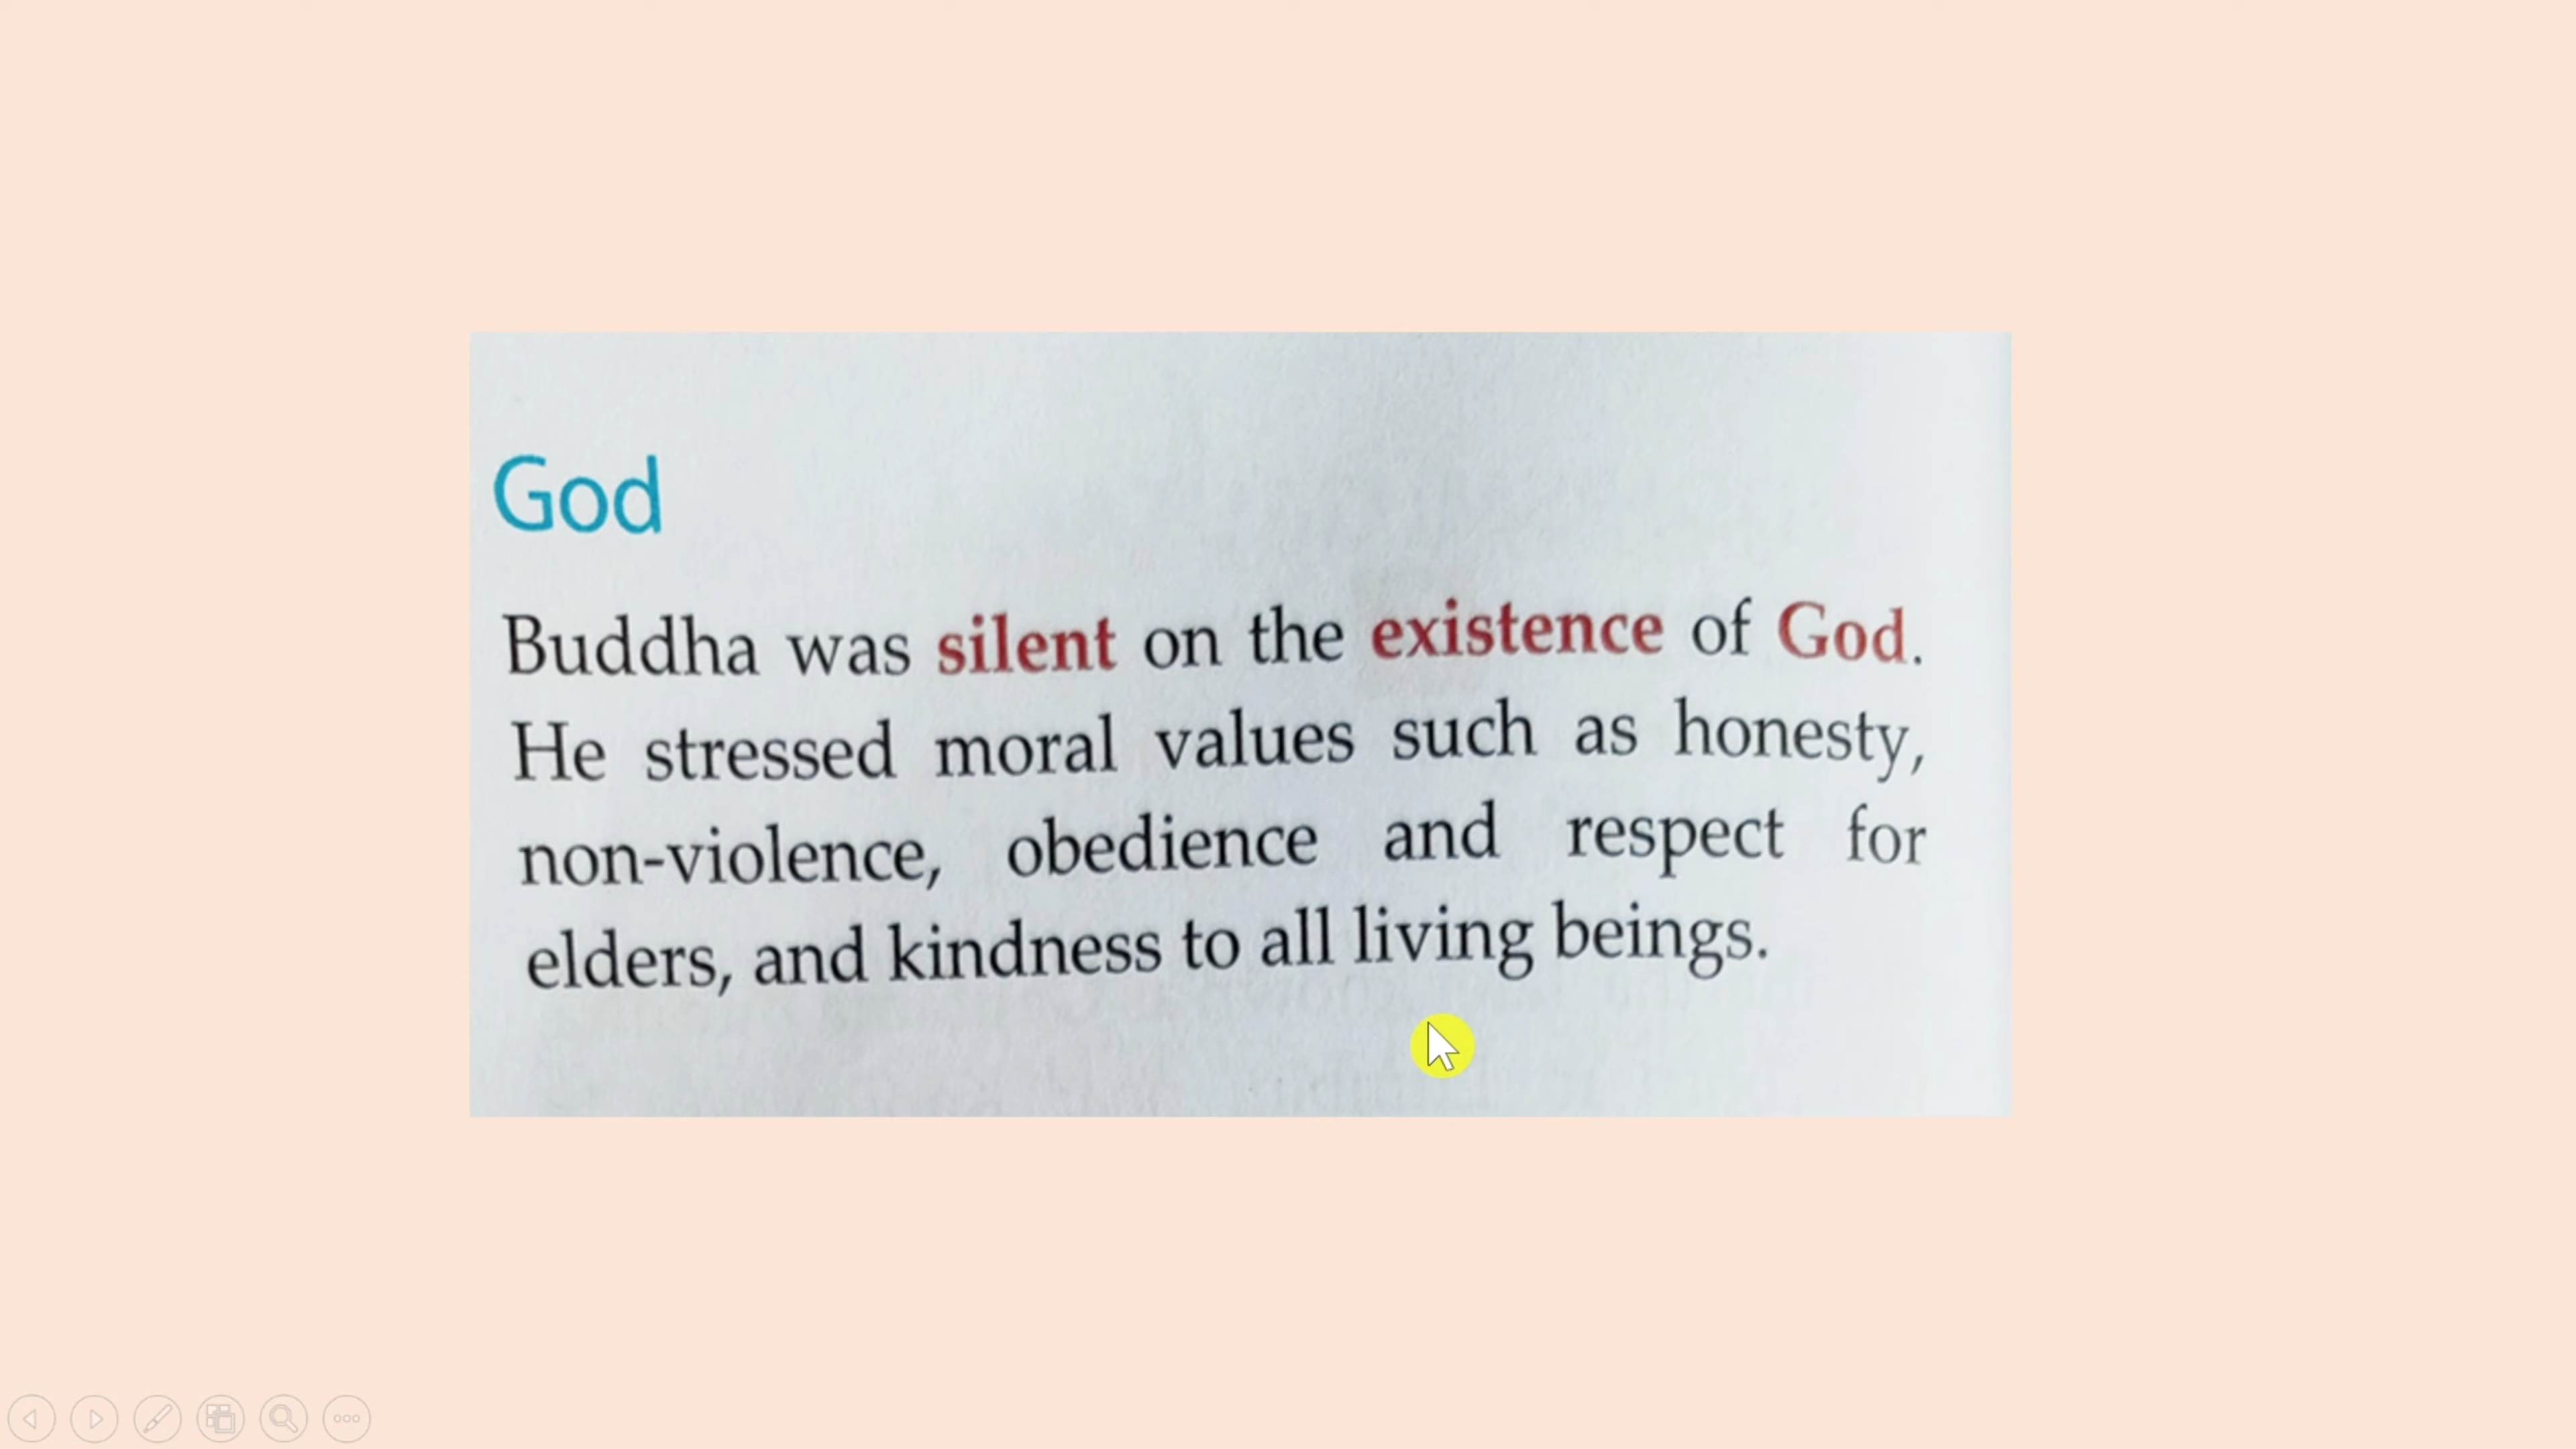 God
Buddha was silent on the existence of God.
He stressed moral values such as honesty,
non-violence, obedience and respect for
elders, and kindness to all living beings.